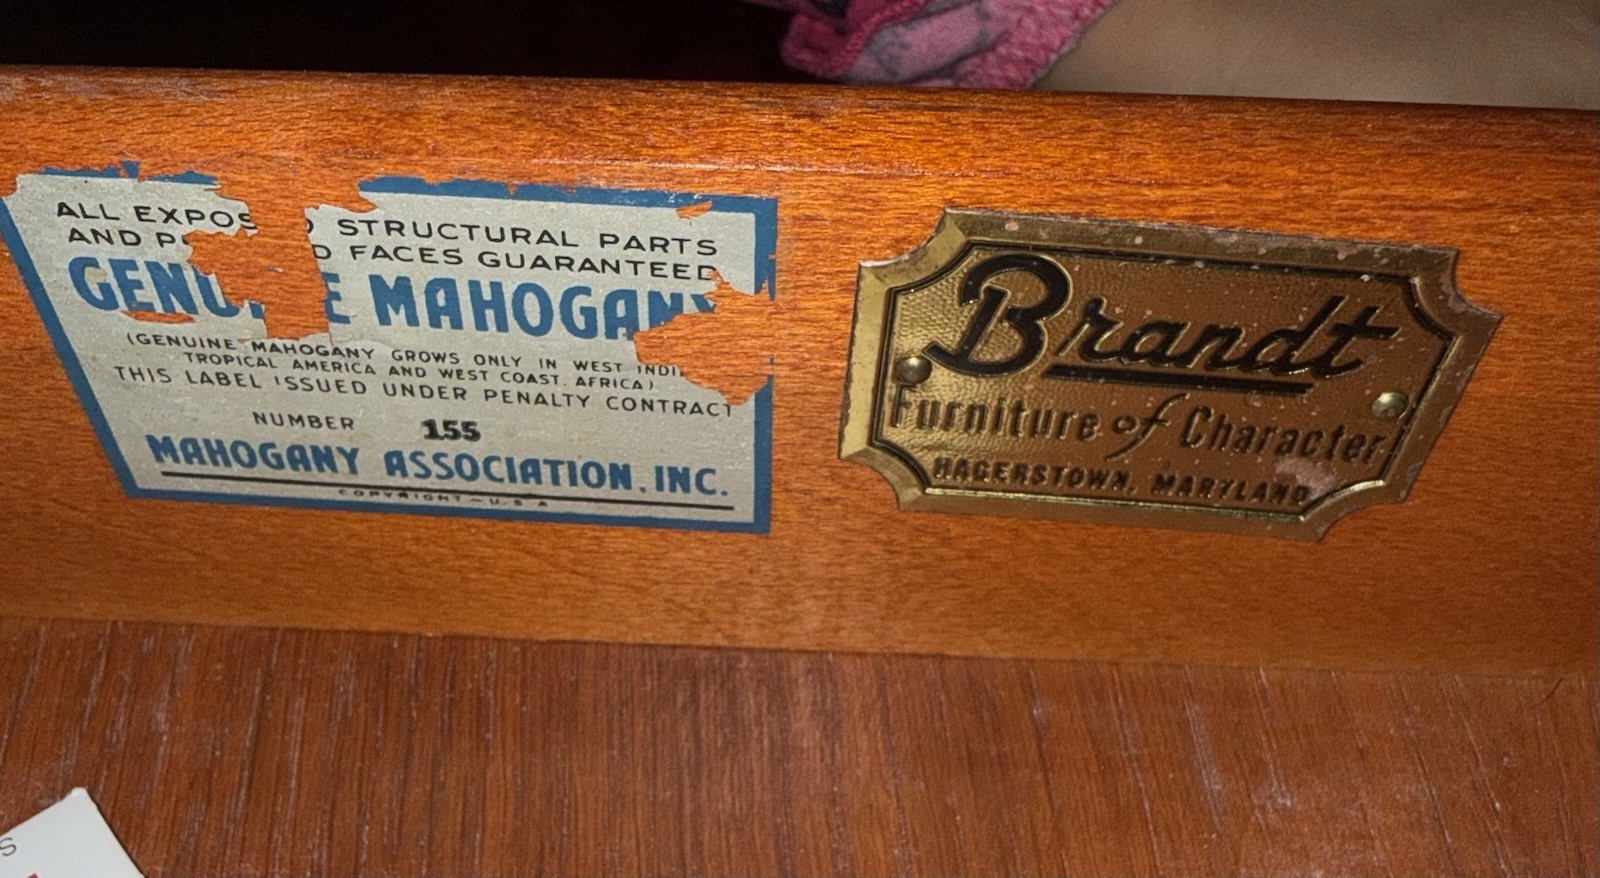 ALL EXPOS STRUCTURAL PARTS
AND P FACES GUARANTEED
GENU E MAHOGANY
(GENUINE MAHOGANY GROWS ONLY IN WEST INDI
TROPICAL AMERICA AND WEST COAST. AFRICA)
THIS LABEL ISSUED UNDER PENALTY CONTRACT
NUMBER 155
MAHOGANY ASSOCIATION, INC.
COPYRIGHT — U.S A
Brandt
Furniture of Character
HAGERSTOWN, MARYLAND
S